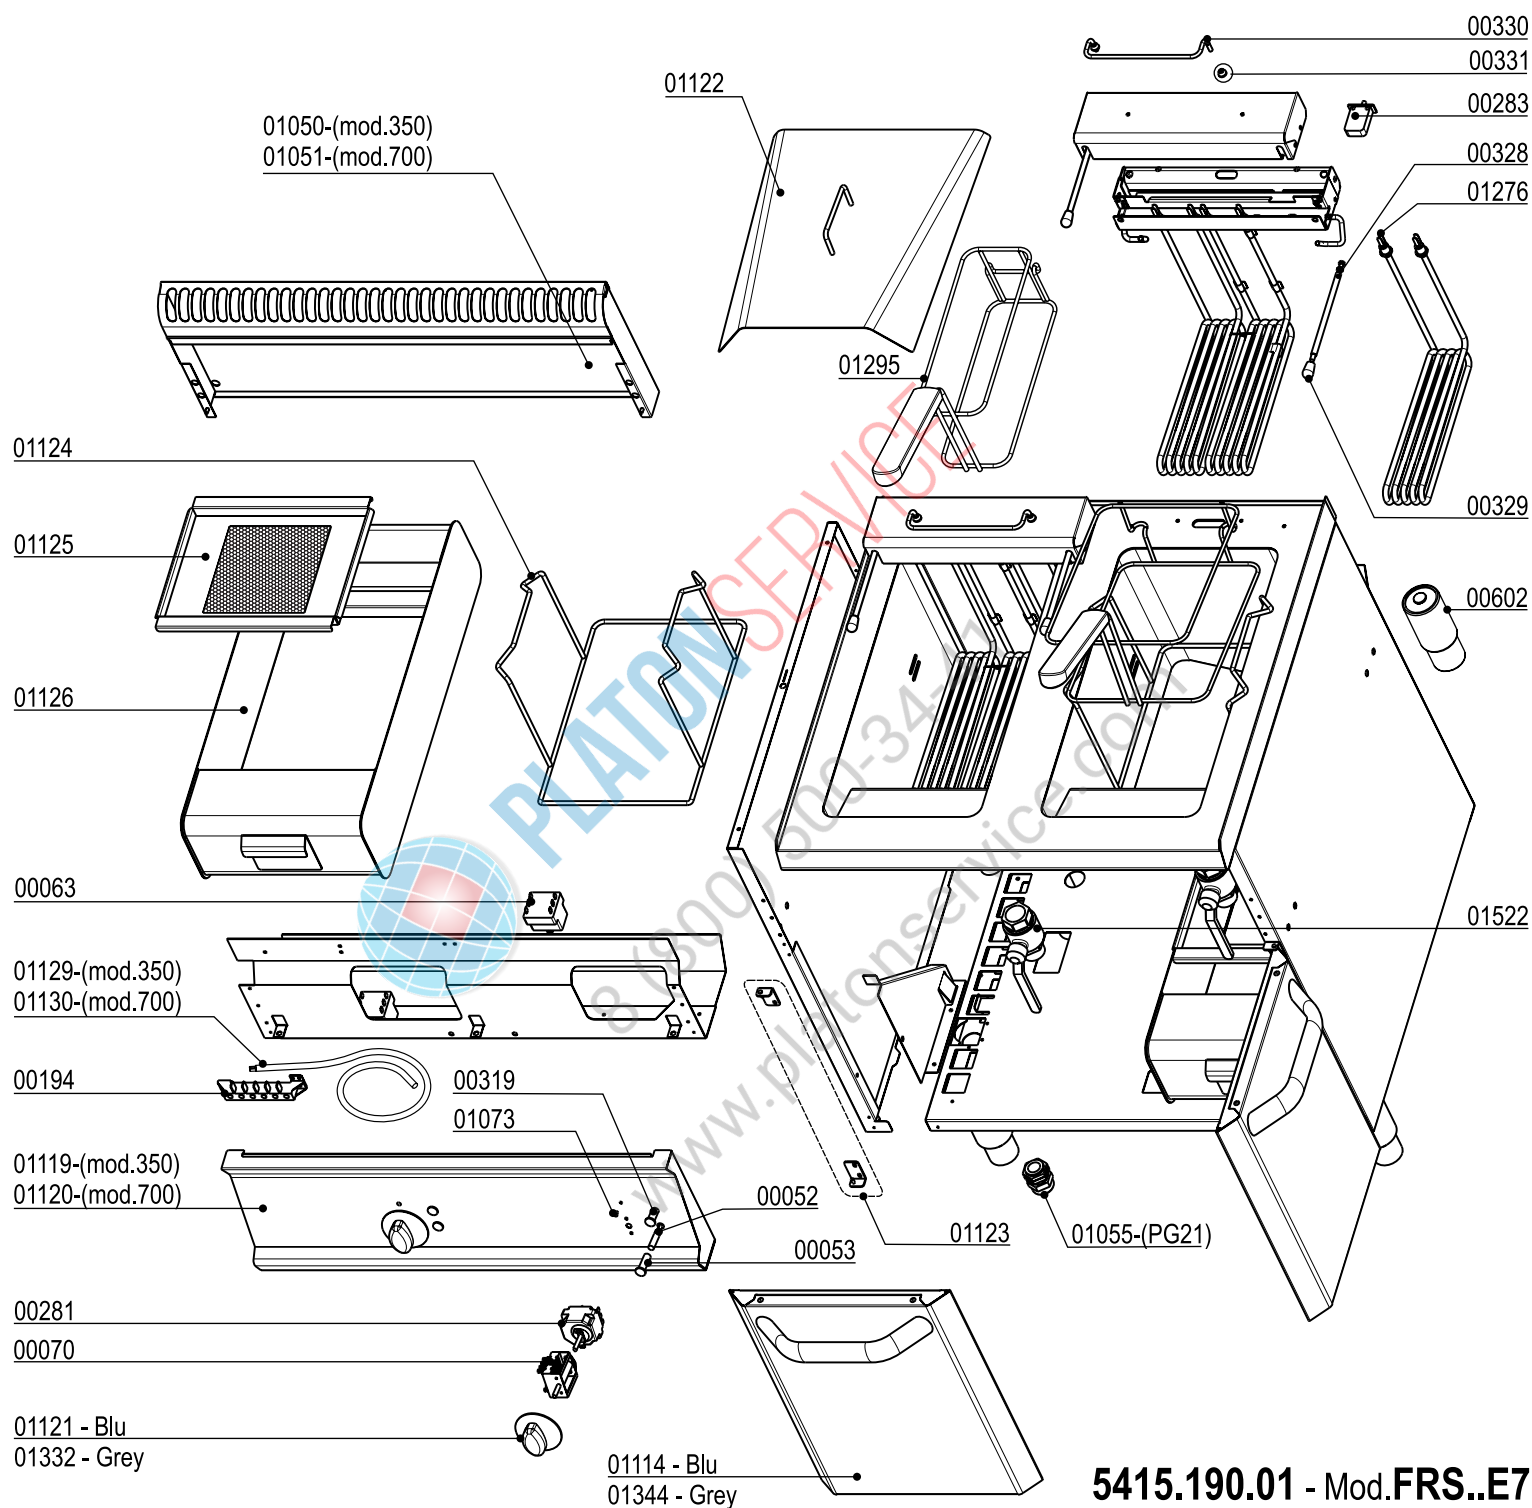 00330
00331
01122
00283
01050-(mod.350)
01051-(mod.700)
00328
01276
01295
01124
00329
01125
00602
01126
00063
01522
01129-(mod.350)
01130-(mod.700)
00194
00319
01073
01119-(mod.350)
01120-(mod.700)
00052
01123
01055-(PG21)
00053
00281
00070
01121 - Blu
01332 - Grey
01114 - Blu
01344 - Grey
5415.190.01 - Mod.FRS..E7
PLATONSERVICE
8 (800) 500-34-41
www.platonservice.com